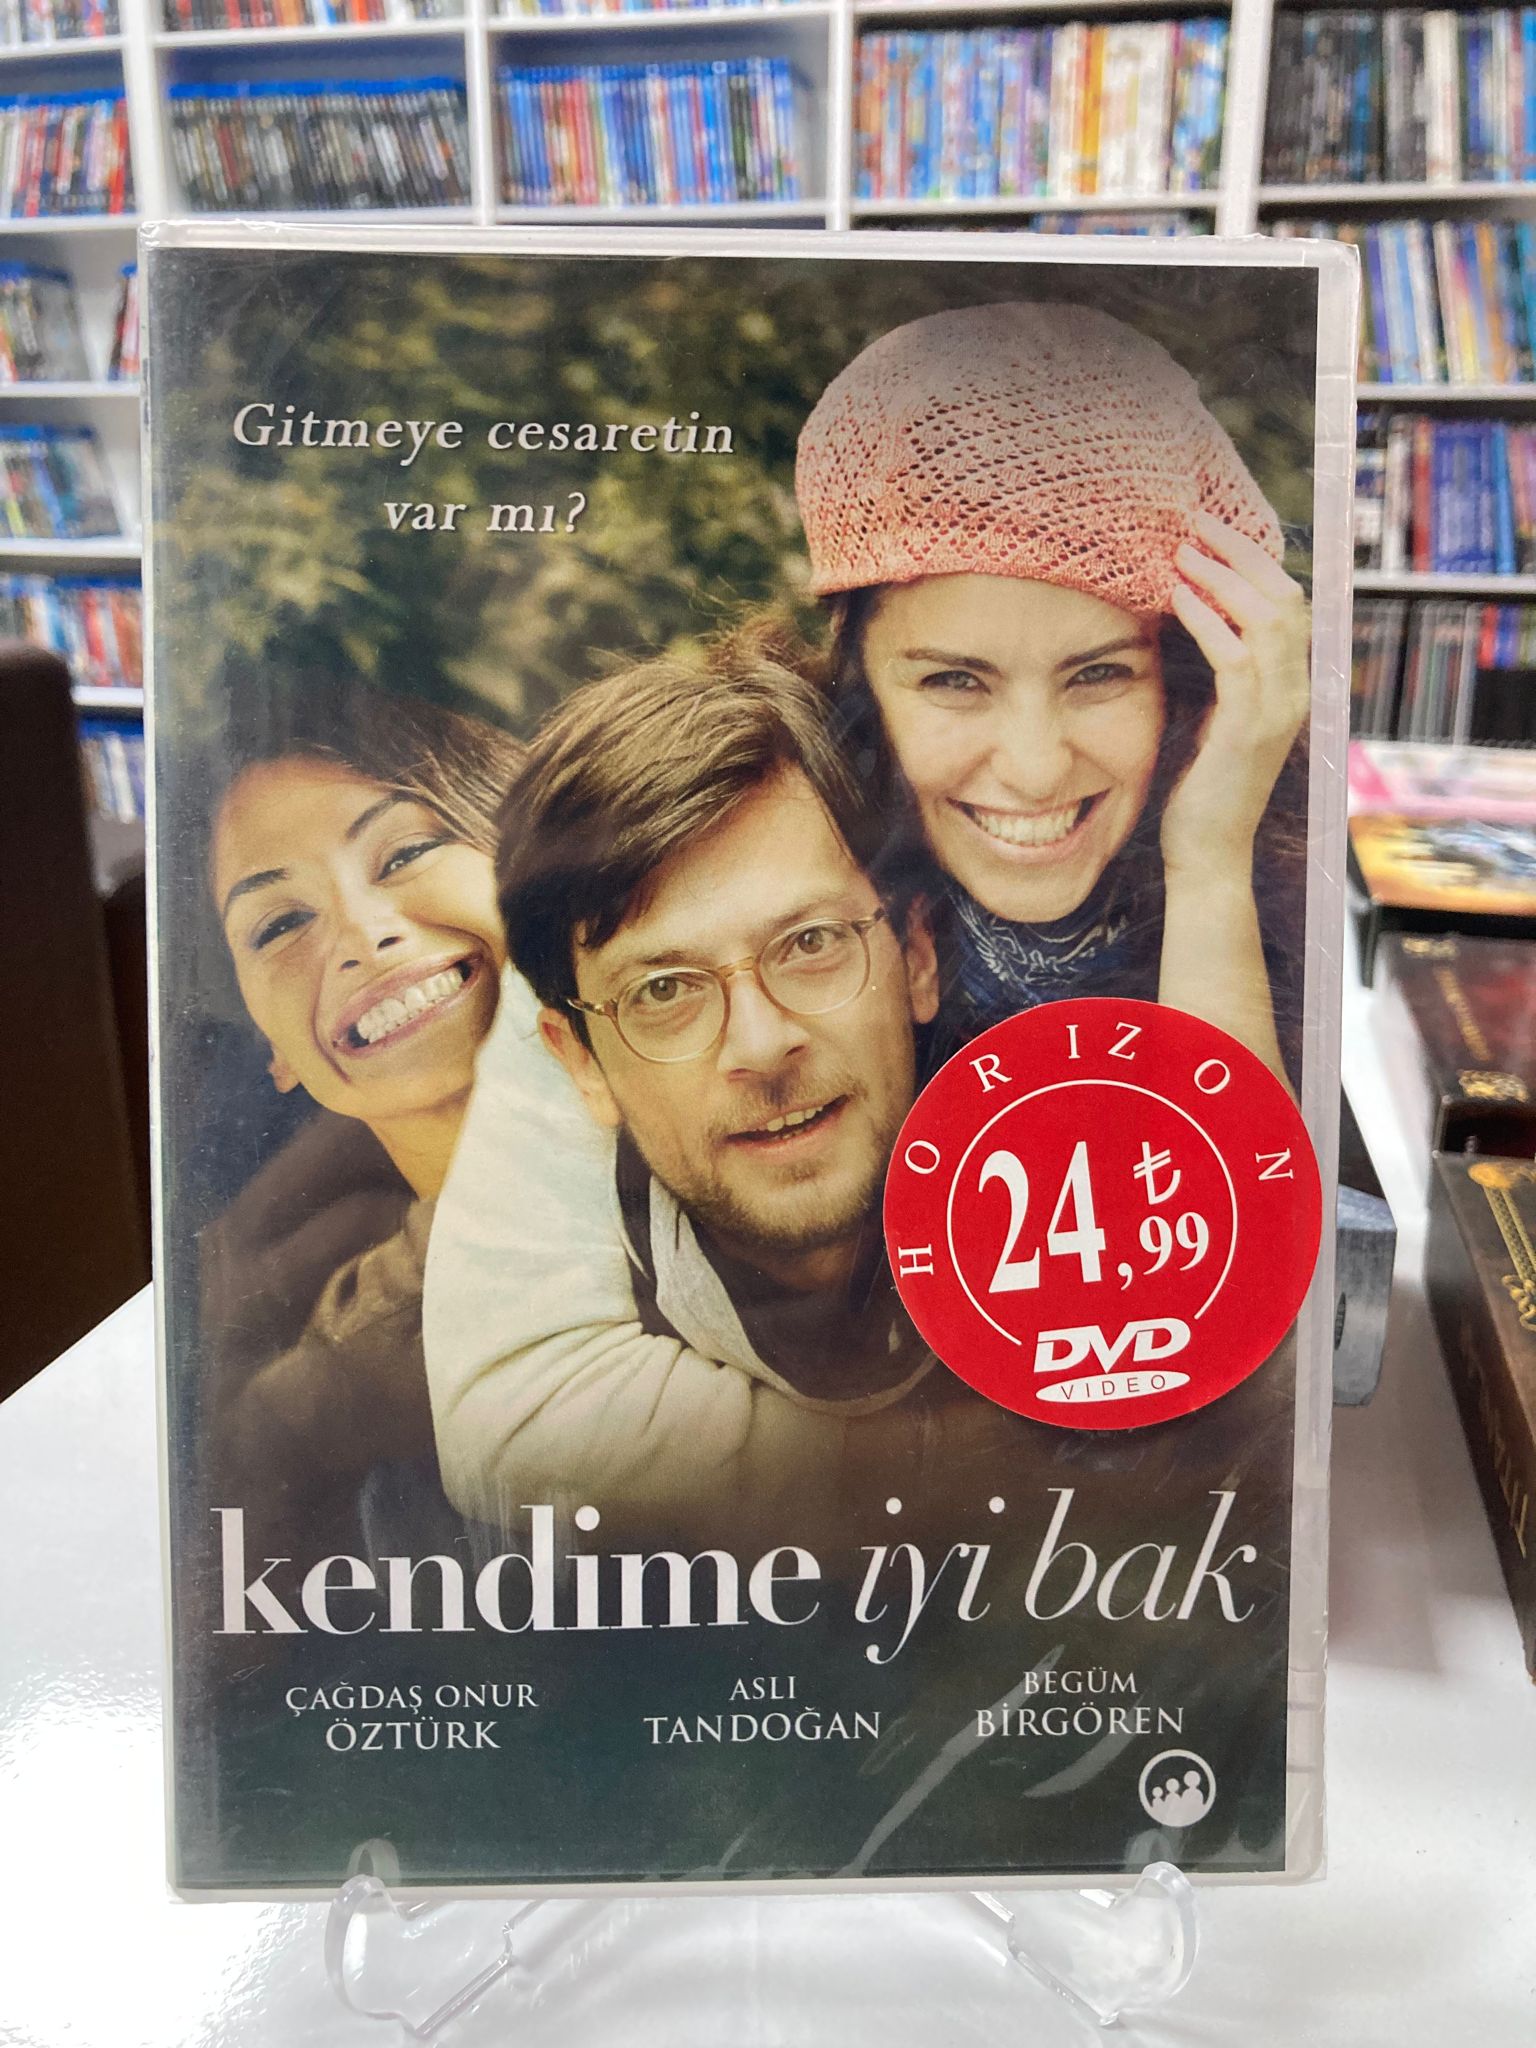 Gitmeye cesaretin
var mı?
HORIZON
24,99 ₺
DVD
VIDEO
kendime iyi bak
ÇAĞDAŞ ONUR
ÖZTÜRK
ASLI
TANDOĞAN
BEGÜM
BİRGÖREN